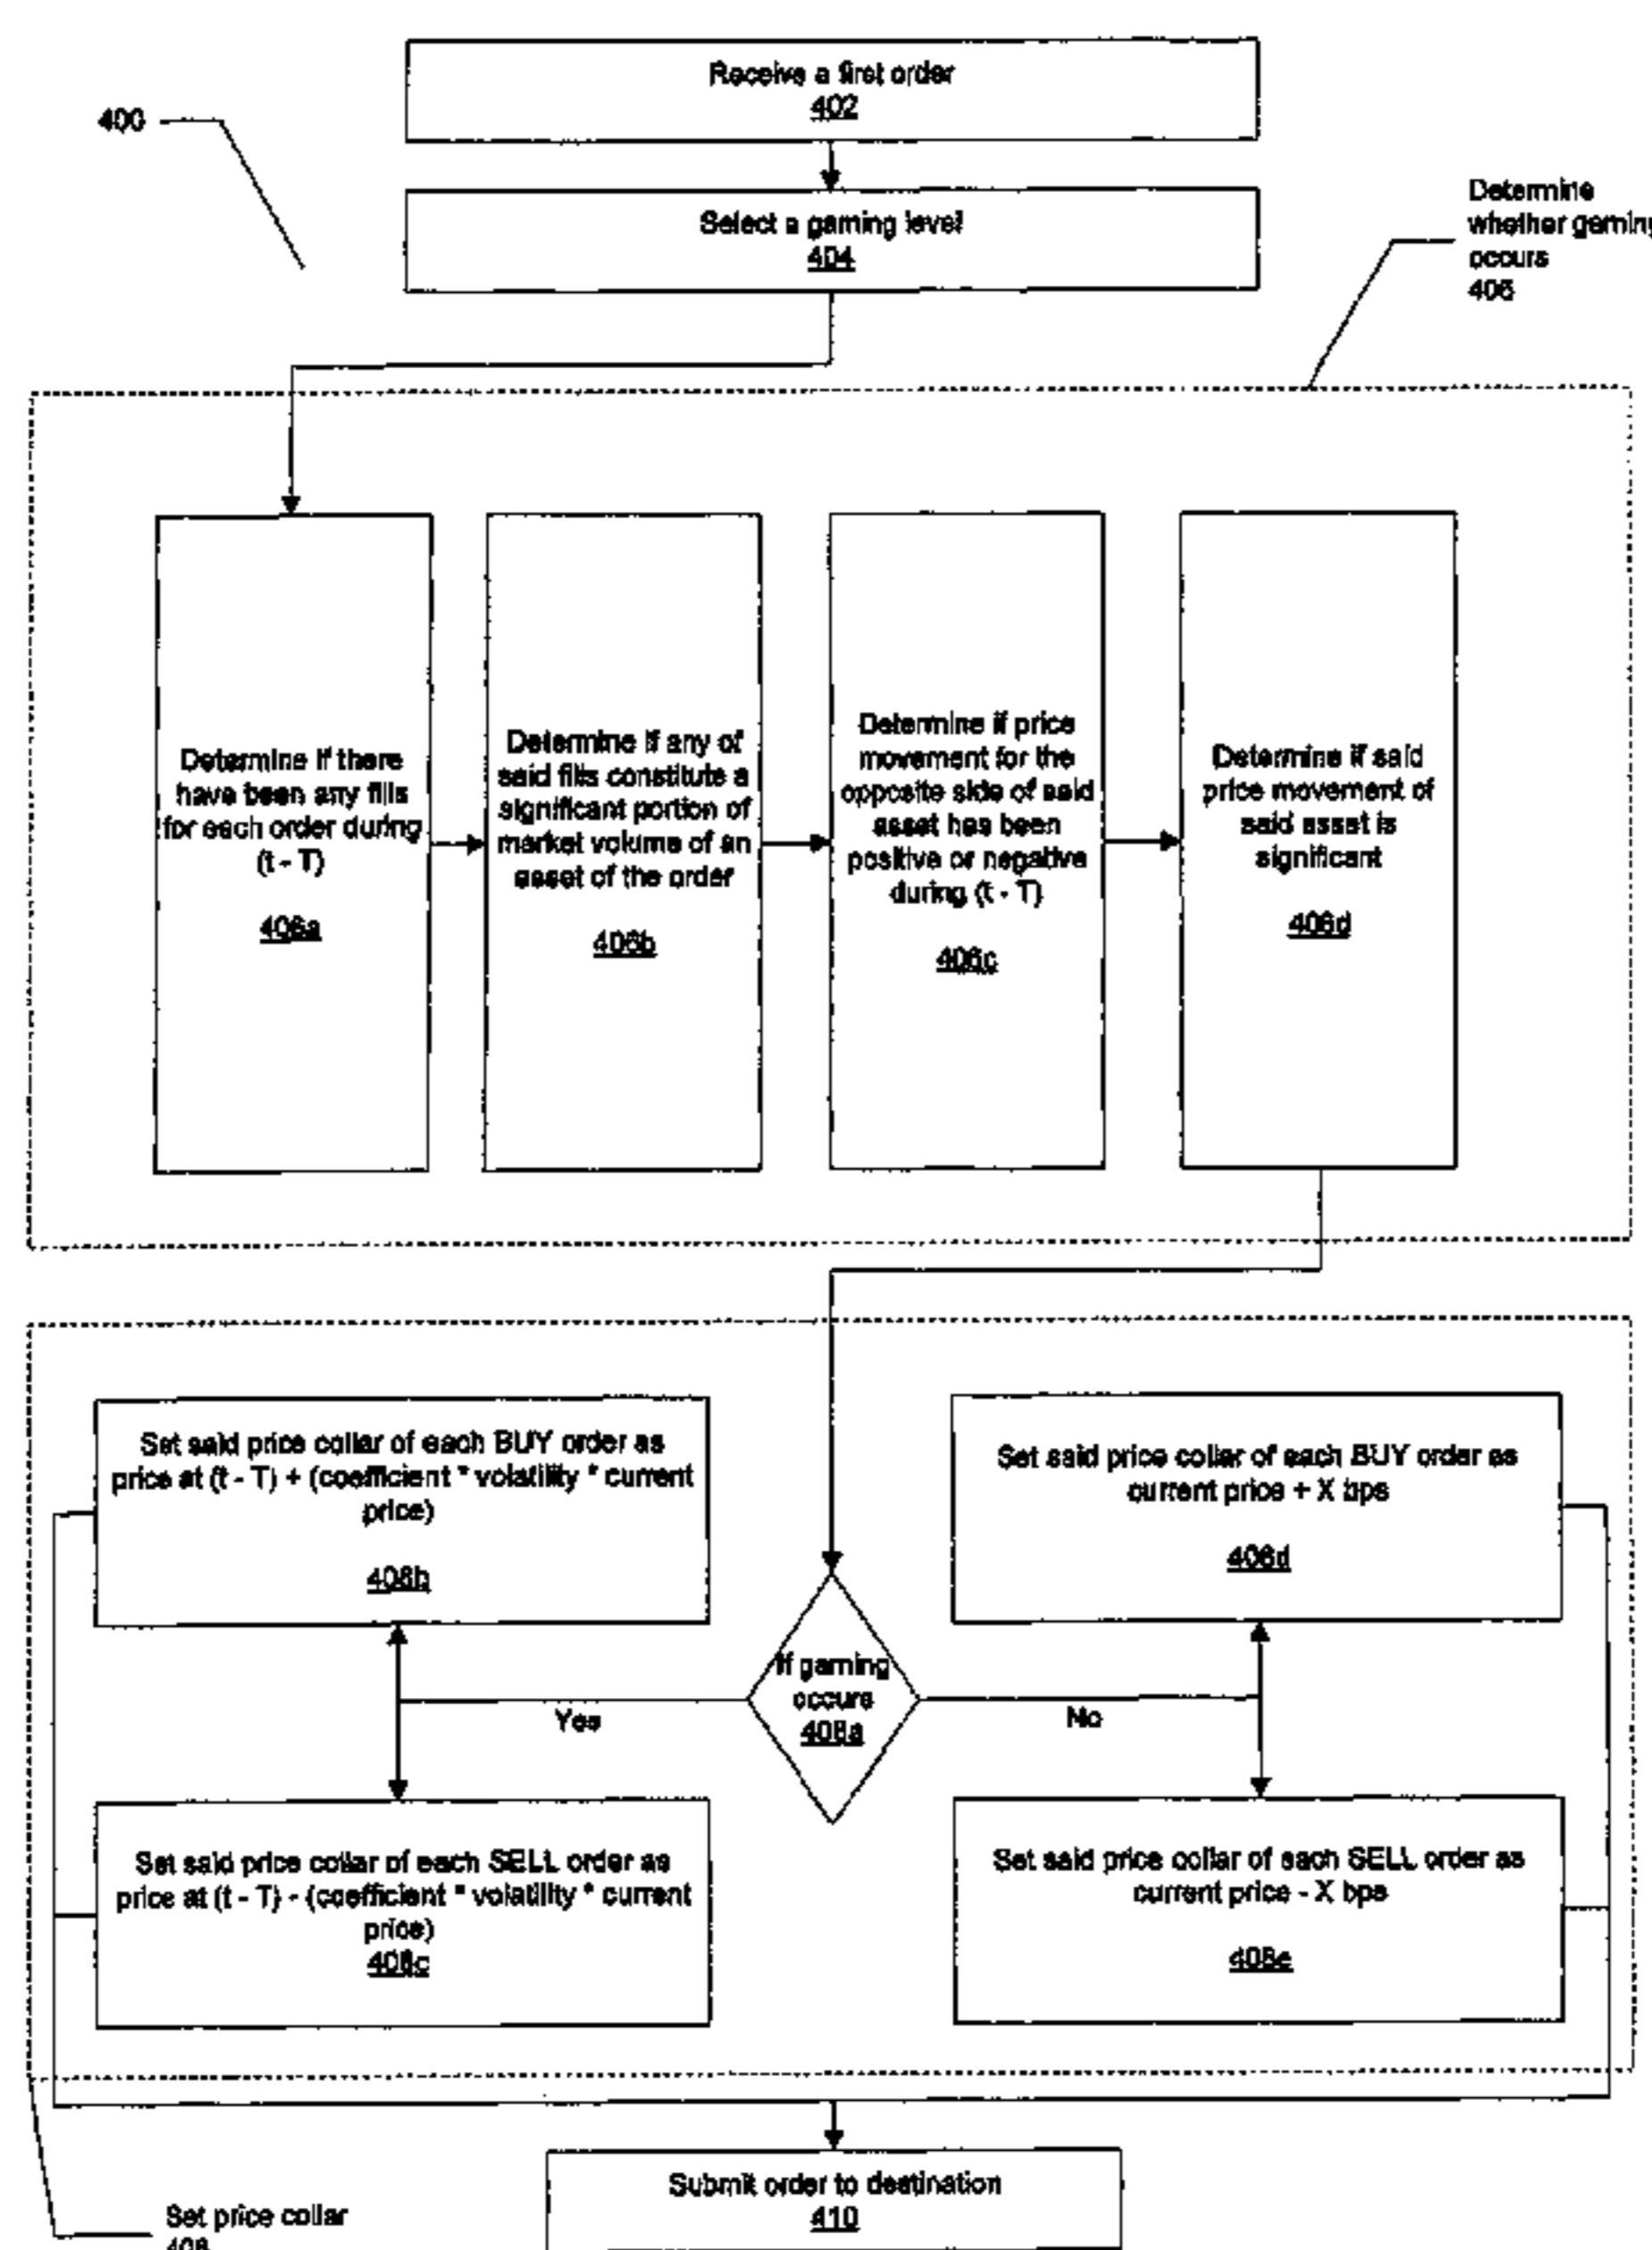 Receive a first order
402
400
Select a gaming level
404
Determine
whether gaming
occurs
406
Determine if there
have been any fills
for each order during
(t - T)
406a
Determine if any of
said fills constitute a
significant portion of
market volume of an
asset of the order
406b
Determine if price
movement for the
opposite side of said
asset has been
positive or negative
during (t - T)
406c
Determine if said
price movement of
said asset is
significant
406d
Set said price collar of each BUY order as
price at (t - T) + (coefficient * volatility * current
price)
408b
Set said price collar of each BUY order as
current price + X bps
408d
If gaming
occurs
408a
Yes
No
Set said price collar of each SELL order as
price at (t - T) - (coefficient * volatility * current
price)
408c
Set said price collar of each SELL order as
current price - X bps
408e
Submit order to destination
410
Set price collar
408